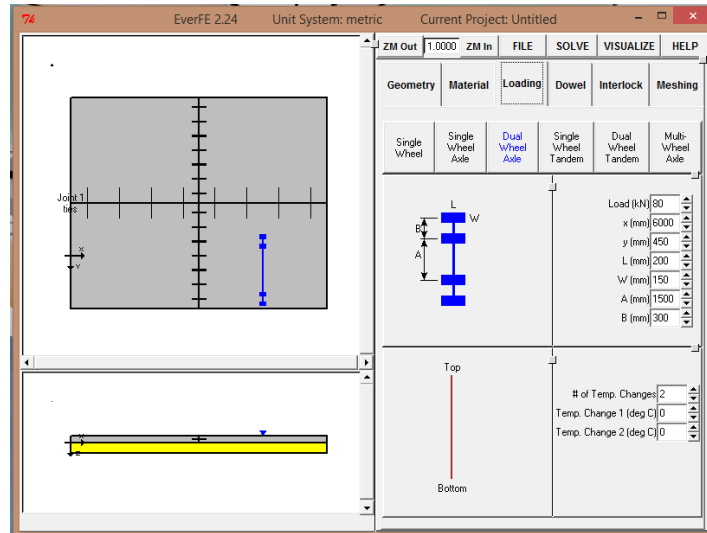 7% EverFE 2.24 Unit System: metric Current Project: Untitled
ZM Out 1.0000 ZM In FILE SOLVE VISUALIZE HELP
Geometry Material Loading Dowel Interlock Meshing
Single Wheel
Single Wheel Axle
Dual Wheel Axle
Single Wheel Tandem
Dual Wheel Tandem
Multi-Wheel Axle
Joint 1
ties
X
Y
L
W
B
A
Load (kN) 80
x (mm) 6000
y (mm) 450
L (mm) 200
W (mm) 150
A (mm) 1500
B (mm) 300
X
Z
Top
Bottom
# of Temp. Changes 2
Temp. Change 1 (deg C) 0
Temp. Change 2 (deg C) 0